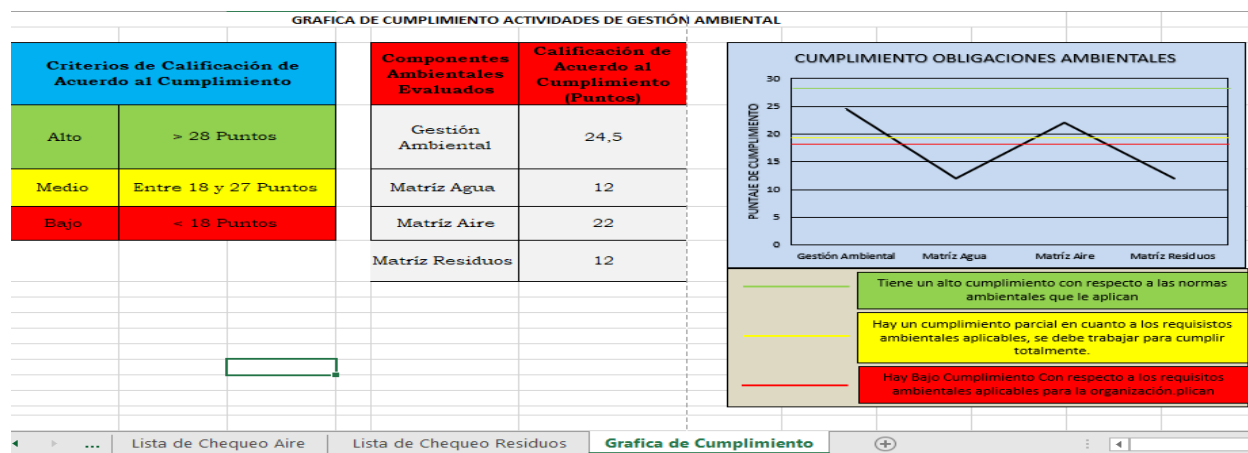 GRAFICA DE CUMPLIMIENTO ACTIVIDADES DE GESTIÓN AMBIENTAL
Criterios de Calificación de
Acuerdo al Cumplimiento
Alto
> 28 Puntos
Medio
Entre 18 y 27 Puntos
Bajo
< 18 Puntos
Componentes
Ambientales
Evaluados
Calificación de
Acuerdo al
Cumplimiento
(Puntos)
Gestión
Ambiental
24,5
Matríz Agua
12
Matríz Aire
22
Matríz Residuos
12
CUMPLIMIENTO OBLIGACIONES AMBIENTALES
PUNTAJE DE CUMPLIMIENTO
30
25
20
15
10
5
0
Gestión Ambiental
Matríz Agua
Matríz Aire
Matríz Residuos
Tiene un alto cumplimiento con respecto a las normas
ambientales que le aplican
Hay un cumplimiento parcial en cuanto a los requisistos
ambientales aplicables, se debe trabajar para cumplir
totalmente.
Hay Bajo Cumplimiento Con respecto a los requisitos
ambientales aplicables para la organización.plican
...
Lista de Chequeo Aire
Lista de Chequeo Residuos
Grafica de Cumplimiento